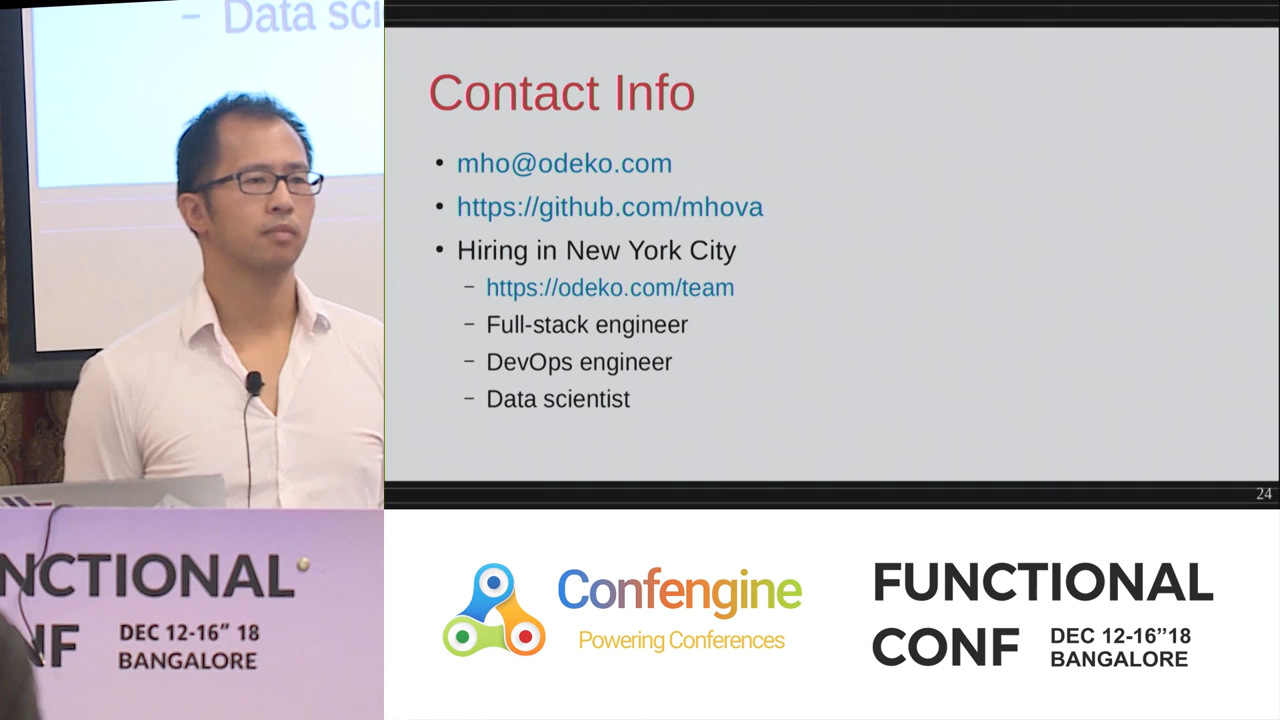 – Data sci
NCTIONAL
NF DEC 12-16” 18
BANGALORE
Contact Info
• mho@odeko.com
• https://github.com/mhova
• Hiring in New York City
– https://odeko.com/team
– Full-stack engineer
– DevOps engineer
– Data scientist
24
Confengine
Powering Conferences
FUNCTIONAL
CONF DEC 12-16”18
BANGALORE